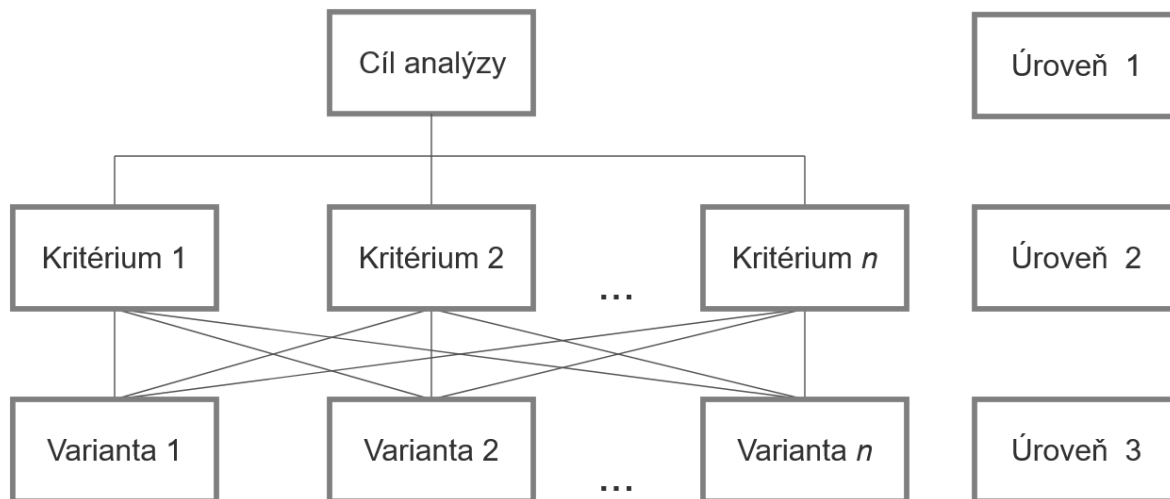 Cíl analýzy
Úroveň 1
Kritérium 1
Kritérium 2
...
Kritérium n
Úroveň 2
Varianta 1
Varianta 2
...
Varianta n
Úroveň 3